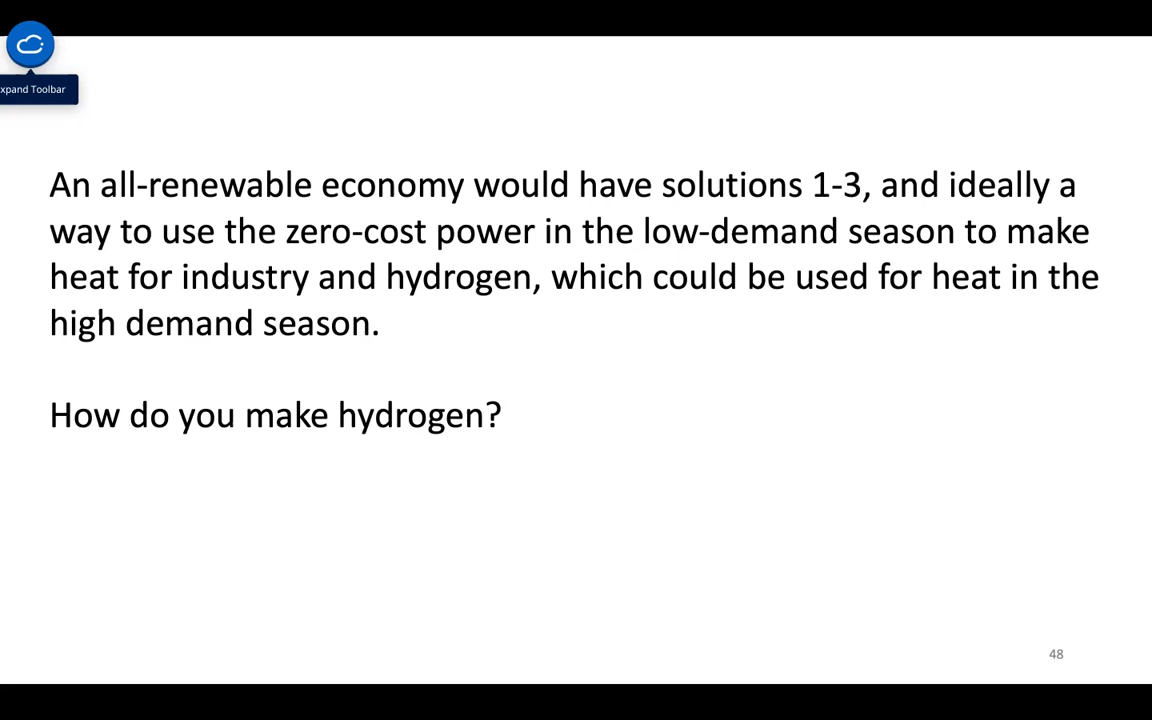 xpand Toolbar
An all-renewable economy would have solutions 1-3, and ideally a
way to use the zero-cost power in the low-demand season to make
heat for industry and hydrogen, which could be used for heat in the
high demand season.
How do you make hydrogen?
48